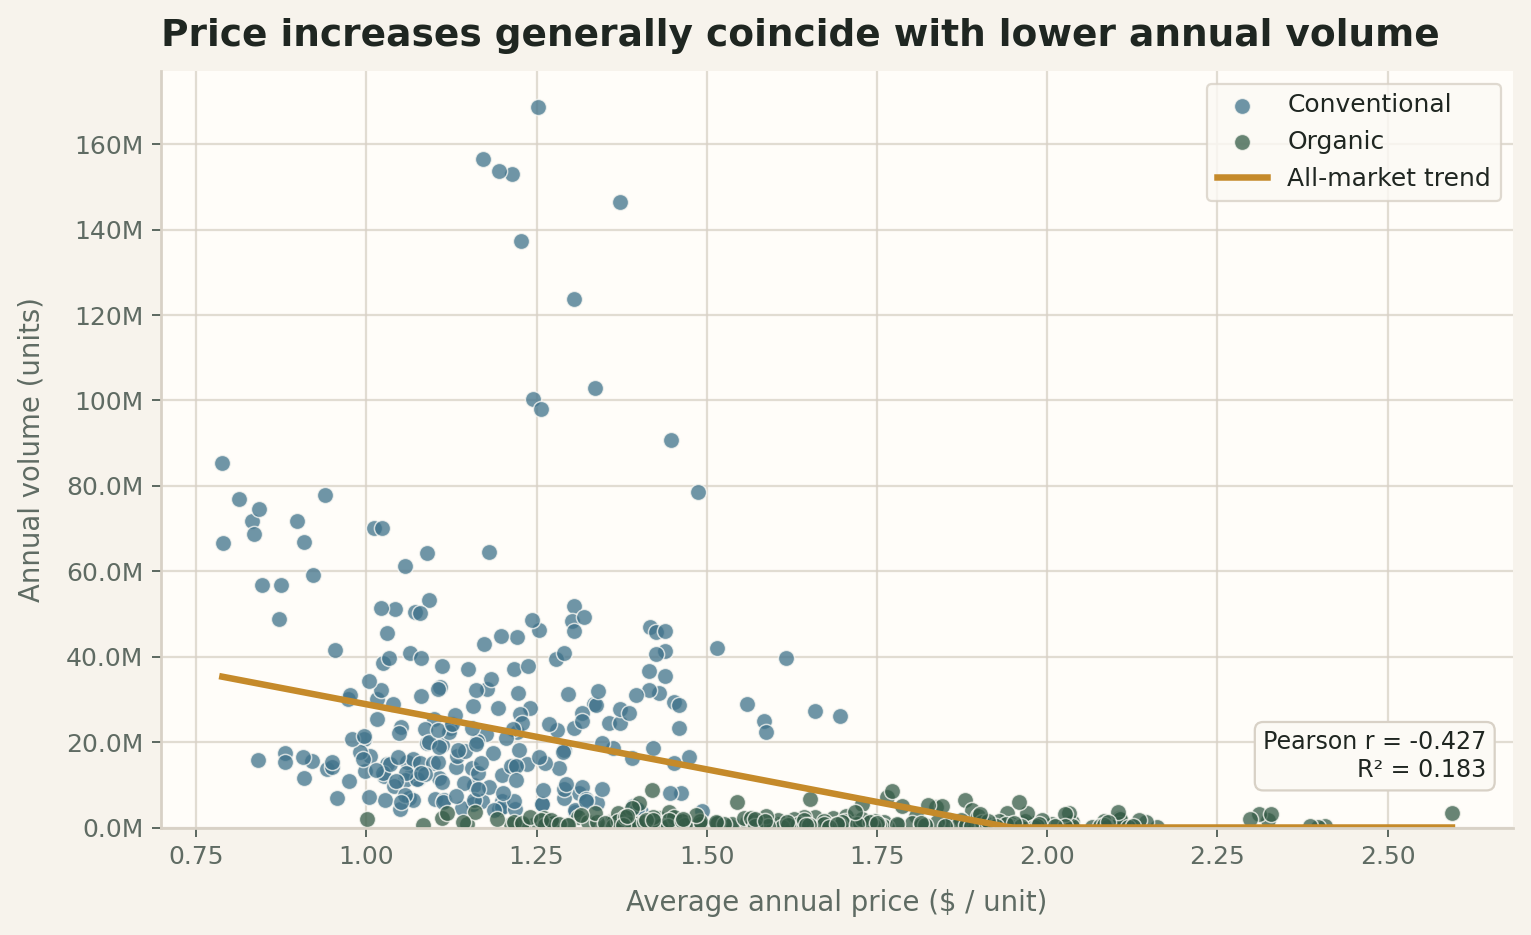 Price increases generally coincide with lower annual volume
Conventional
Organic
All-market trend
160M
140M
120M
100M
80.0M
60.0M
40.0M
20.0M
0.0M
Annual volume (units)
Pearson r = -0.427
R² = 0.183
0.75 1.00 1.25 1.50 1.75 2.00 2.25 2.50
Average annual price ($ / unit)